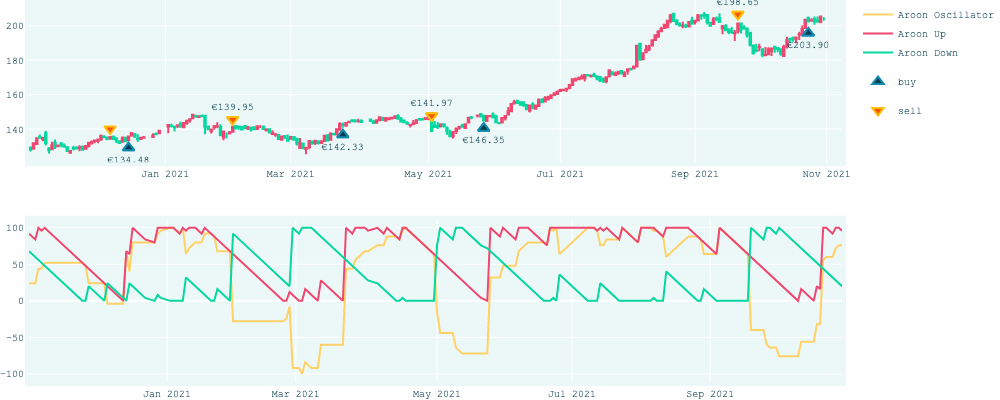 €198.65
Aroon Oscillator
200
Aroon Up
€203.90
Aroon Down
180
buy
160
€139.95
€141.97
sell
140
€142.33
€146.35
€134.48
Jan 2021
Mar 2021
May 2021
Jul 2021
Sep 2021
Nov 2021
100
50
0
−50
−100
Jan 2021
Mar 2021
May 2021
Jul 2021
Sep 2021